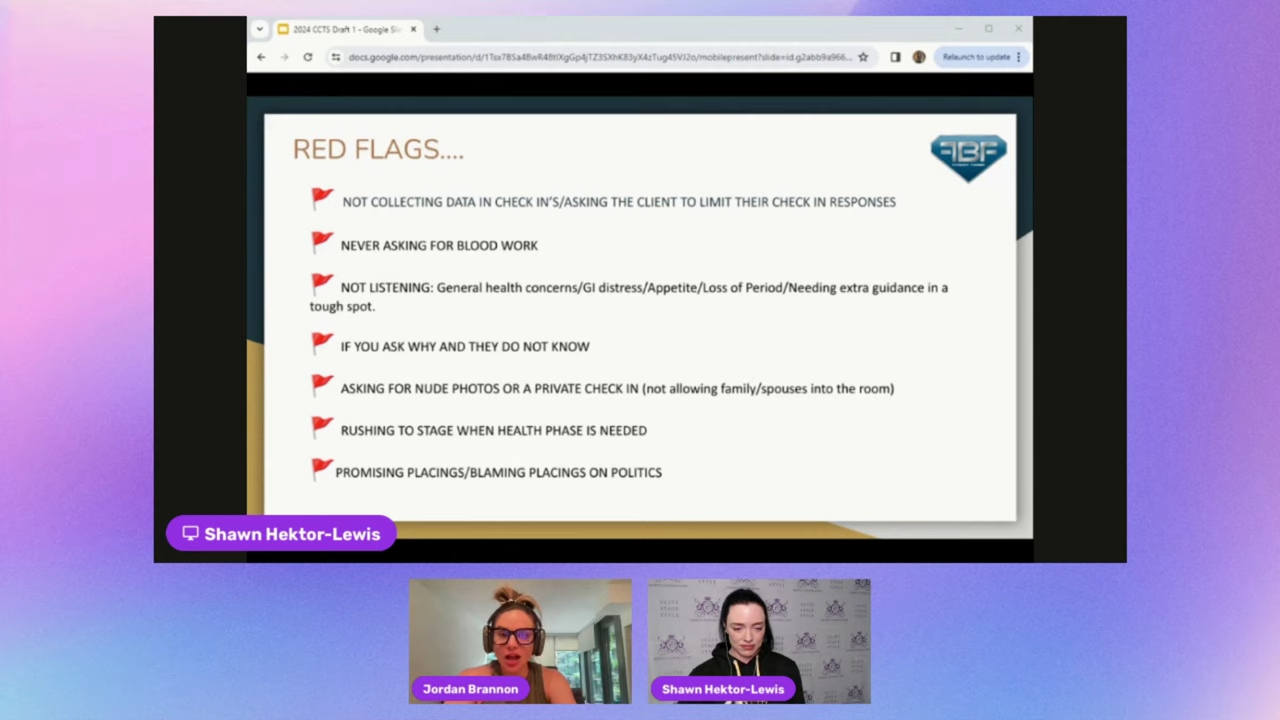 2024 CCTS Draft 1 - Google Sli
Relaunch to update
RED FLAGS....
FBF
NOT COLLECTING DATA IN CHECK IN'S/ASKING THE CLIENT TO LIMIT THEIR CHECK IN RESPONSES
NEVER ASKING FOR BLOOD WORK
NOT LISTENING: General health concerns/GI distress/Appetite/Loss of Period/Needing extra guidance in a
tough spot.
IF YOU ASK WHY AND THEY DO NOT KNOW
ASKING FOR NUDE PHOTOS OR A PRIVATE CHECK IN (not allowing family/spouses into the room)
RUSHING TO STAGE WHEN HEALTH PHASE IS NEEDED
PROMISING PLACINGS/BLAMING PLACINGS ON POLITICS
Shawn Hektor-Lewis
Jordan Brannon
Shawn Hektor-Lewis